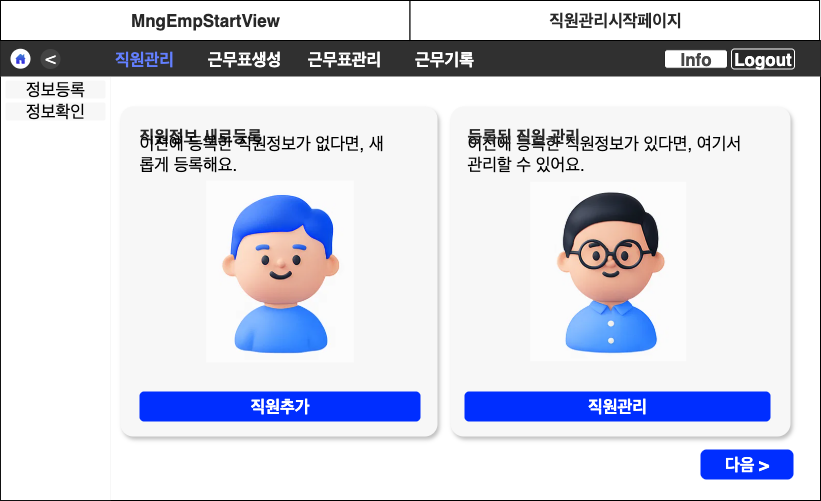 MngEmpStartView
직원관리시작페이지
<
직원관리
근무표생성
근무표관리
근무기록
Info
Logout
정보등록
정보확인
직원정보 새로등록
이전에 등록한 직원정보가 없다면, 새
롭게 등록해요.
직원추가
등록된 직원 관리
이전에 등록한 직원정보가 있다면, 여기서
관리할 수 있어요.
직원관리
다음 >